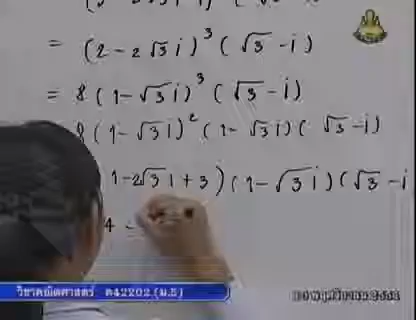 = (2 - 2√3 i)³ (√3 - i)
= 8 (1 - √3 i)³ (√3 - i)
8 (1 - √3 i)² (1 - √3 i) (√3 - i)
1 - 2√3 i + 3) (1 - √3 i) (√3 - i
4 -
วิชาคณิตศาสตร์ ค42202 (ม.5)